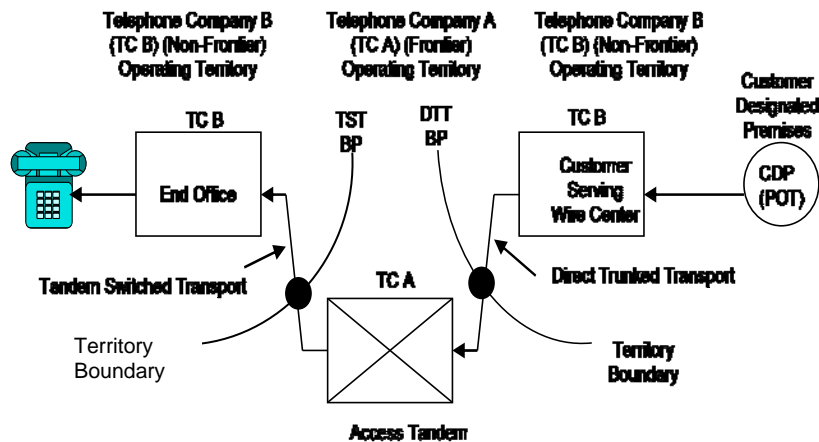 Telephone Company B
(TC B) (Non-Frontier)
Operating Territory
Telephone Company A
(TC A) (Frontier)
Operating Territory
Telephone Company B
(TC B) (Non-Frontier)
Operating Territory
Customer
Designated
Premises
TC B
TST
BP
DTT
BP
TC B
End Office
Customer
Serving
Wire Center
CDP
(POT)
Tandem Switched Transport
TC A
Direct Trunked Transport
Territory
Boundary
Territory
Boundary
Access Tandem